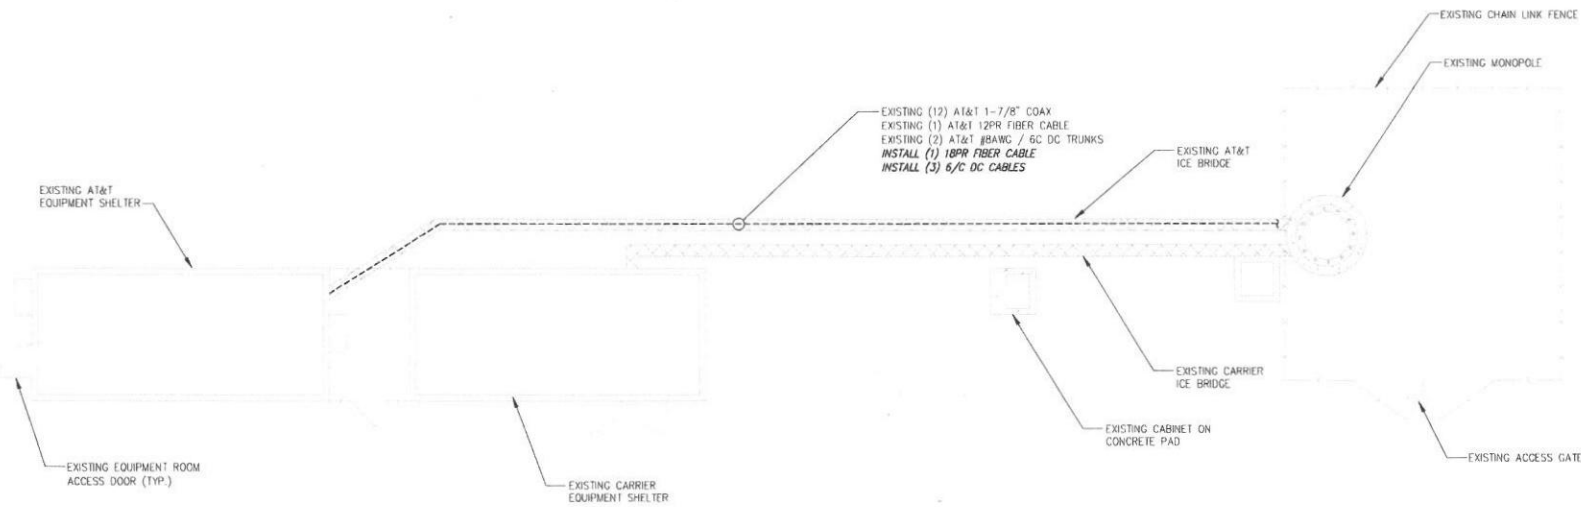 EXISTING CHAIN LINK FENCE
EXISTING MONOPOLE
EXISTING (12) AT&T 1-7/8" COAX
EXISTING (1) AT&T 12PR FIBER CABLE
EXISTING (2) AT&T #8AWG / 6C DC TRUNKS
INSTALL (1) 18PR FIBER CABLE
INSTALL (3) 6/C DC CABLES
EXISTING AT&T
ICE BRIDGE
EXISTING AT&T
EQUIPMENT SHELTER
EXISTING CARRIER
ICE BRIDGE
EXISTING CABINET ON
CONCRETE PAD
EXISTING ACCESS GATE
EXISTING EQUIPMENT ROOM
ACCESS DOOR (TYP.)
EXISTING CARRIER
EQUIPMENT SHELTER